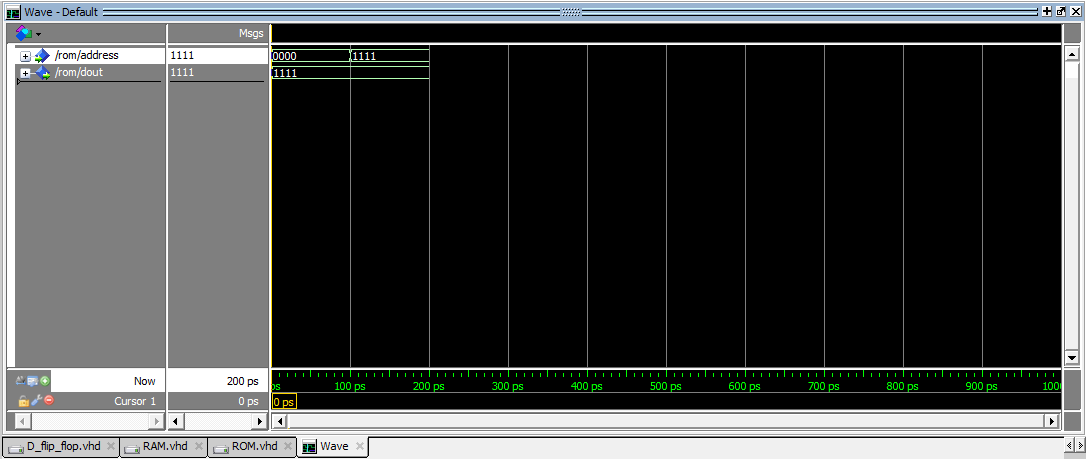 Wave - Default
Msgs
/rom/address 1111 0000 1111
/rom/dout 1111 1111
Now 200 ps ps 100 ps 200 ps 300 ps 400 ps 500 ps 600 ps 700 ps 800 ps 900 ps 1000
Cursor 1 0 ps 0 ps
D_flip_flop.vhd RAM.vhd ROM.vhd Wave